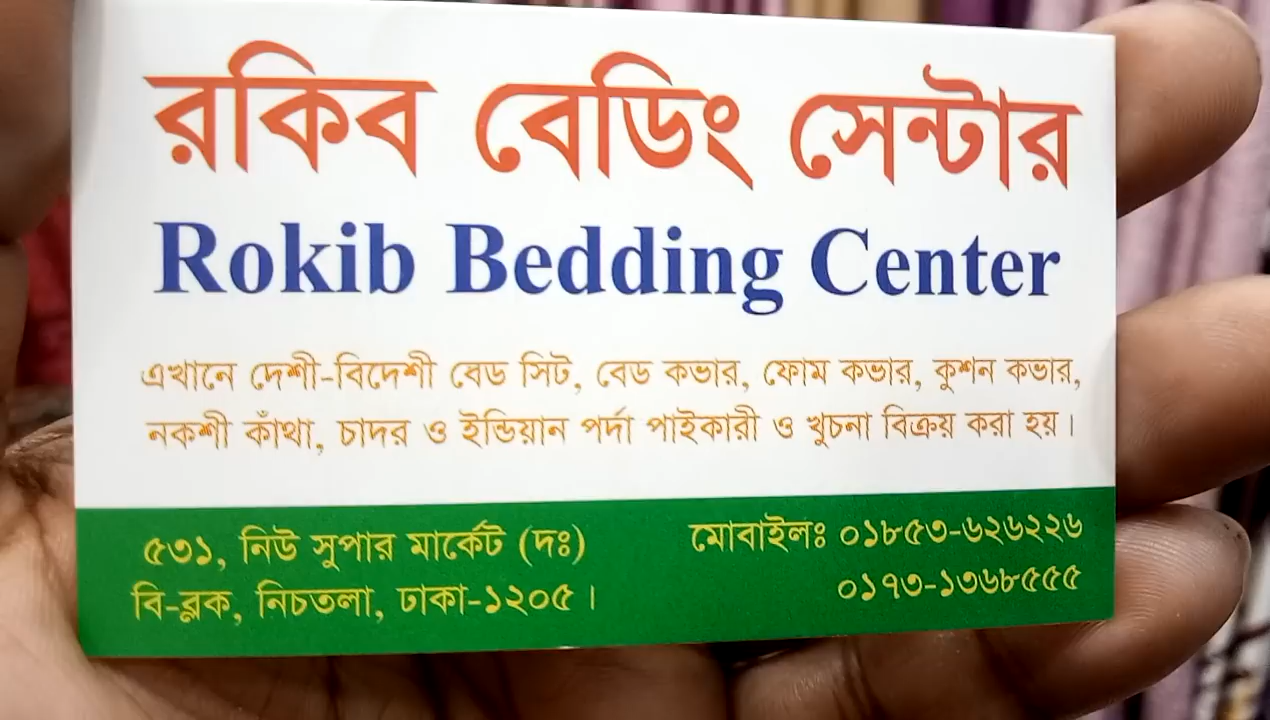 রকিব বেডিং সেন্টার
Rokib Bedding Center
এখানে দেশী-বিদেশী বেড সিট, বেড কভার, ফোম কভার, কুশন কভার,
নকশী কাঁথা, চাদর ও ইন্ডিয়ান পর্দা পাইকারী ও খুচনা বিক্রয় করা হয়।
৫৩১, নিউ সুপার মার্কেট (দঃ)
বি-ব্লক, নিচতলা, ঢাকা-১২০৫।
মোবাইলঃ ০১৮৫৩-৬২৬২২৬
০১৭৩-১৩৬৮৫৫৫